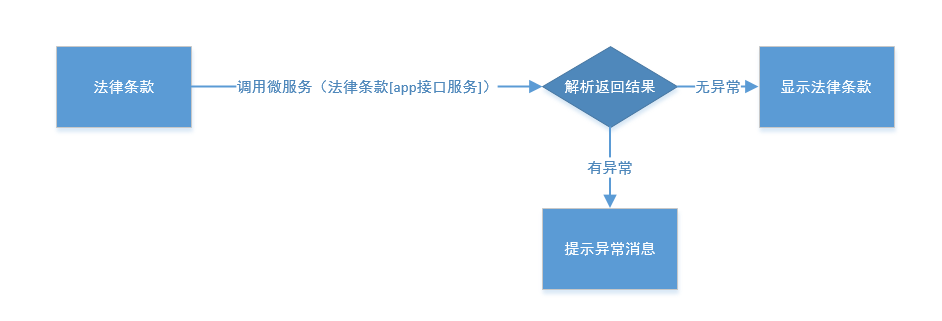 法律条款
调用微服务（法律条款[app接口服务]）
解析返回结果
无异常
显示法律条款
有异常
提示异常消息